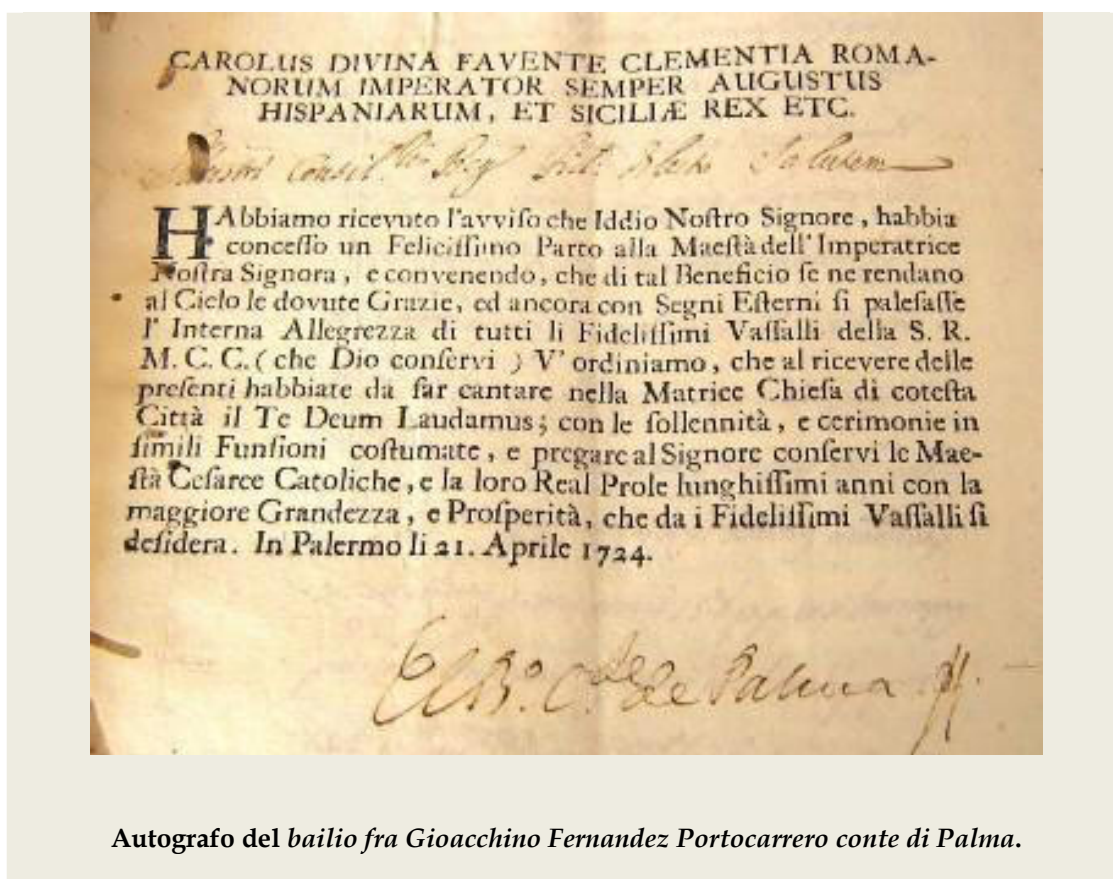 CAROLUS DIVINA FAVENTE CLEMENTIA ROMA-
NORUM IMPERATOR SEMPER AUGUSTUS
HISPANIARUM, ET SICILIÆ REX ETC.
Salutem
HAbbiamo ricevuto l'avviſo che Iddio Noſtro Signore, habbia
conceſſo un Feliciſſimo Parto alla Maeſtà dell'Imperatrice
Noſtra Signora, e convenendo, che di tal Beneficio ſe ne rendano
al Cielo le dovute Grazie, ed ancora con Segni Eſterni ſi paleſaſſe
l' Interna Allegrezza di tutti li Fideliſſimi Vaſſalli della S. R.
M. C. C. ( che Dio conſervi ) V' ordiniamo, che al ricevere delle
preſenti habbiate da far cantare nella Matrice Chieſa di coteſta
Città il Te Deum Laudamus; con le ſollennità, e cerimonie in
ſimili Funſioni coſtumate, e pregare al Signore conſervi le Mae-
ſtà Ceſaree Catoliche, e la loro Real Prole lunghiſſimi anni con la
maggiore Grandezza, e Proſperità, che da i Fideliſſimi Vaſſalli ſi
deſidera. In Palermo li 21. Aprile 1724.
El B.º C.de de Palma
Autografo del bailio fra Gioacchino Fernandez Portocarrero conte di Palma.